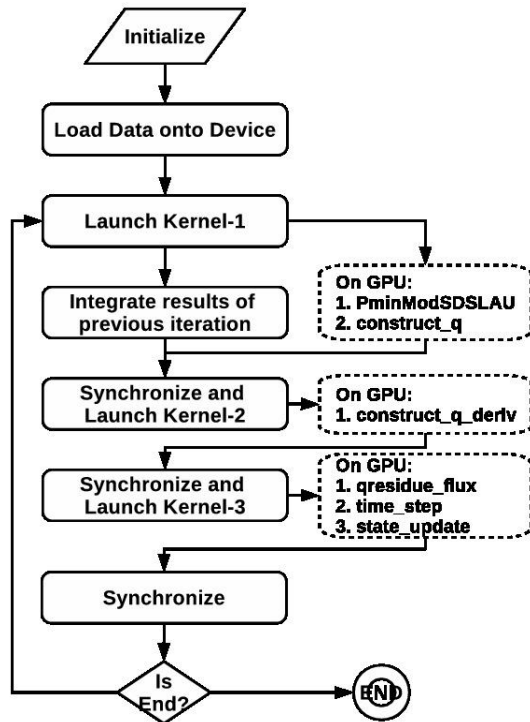 Initialize
Load Data onto Device
Launch Kernel-1
On GPU:
1. PminModSDSLAU
2. construct_q
Integrate results of
previous iteration
Synchronize and
Launch Kernel-2
On GPU:
1. construct_q_deriv
Synchronize and
Launch Kernel-3
On GPU:
1. qresidue_flux
2. time_step
3. state_update
Synchronize
Is
End?
END